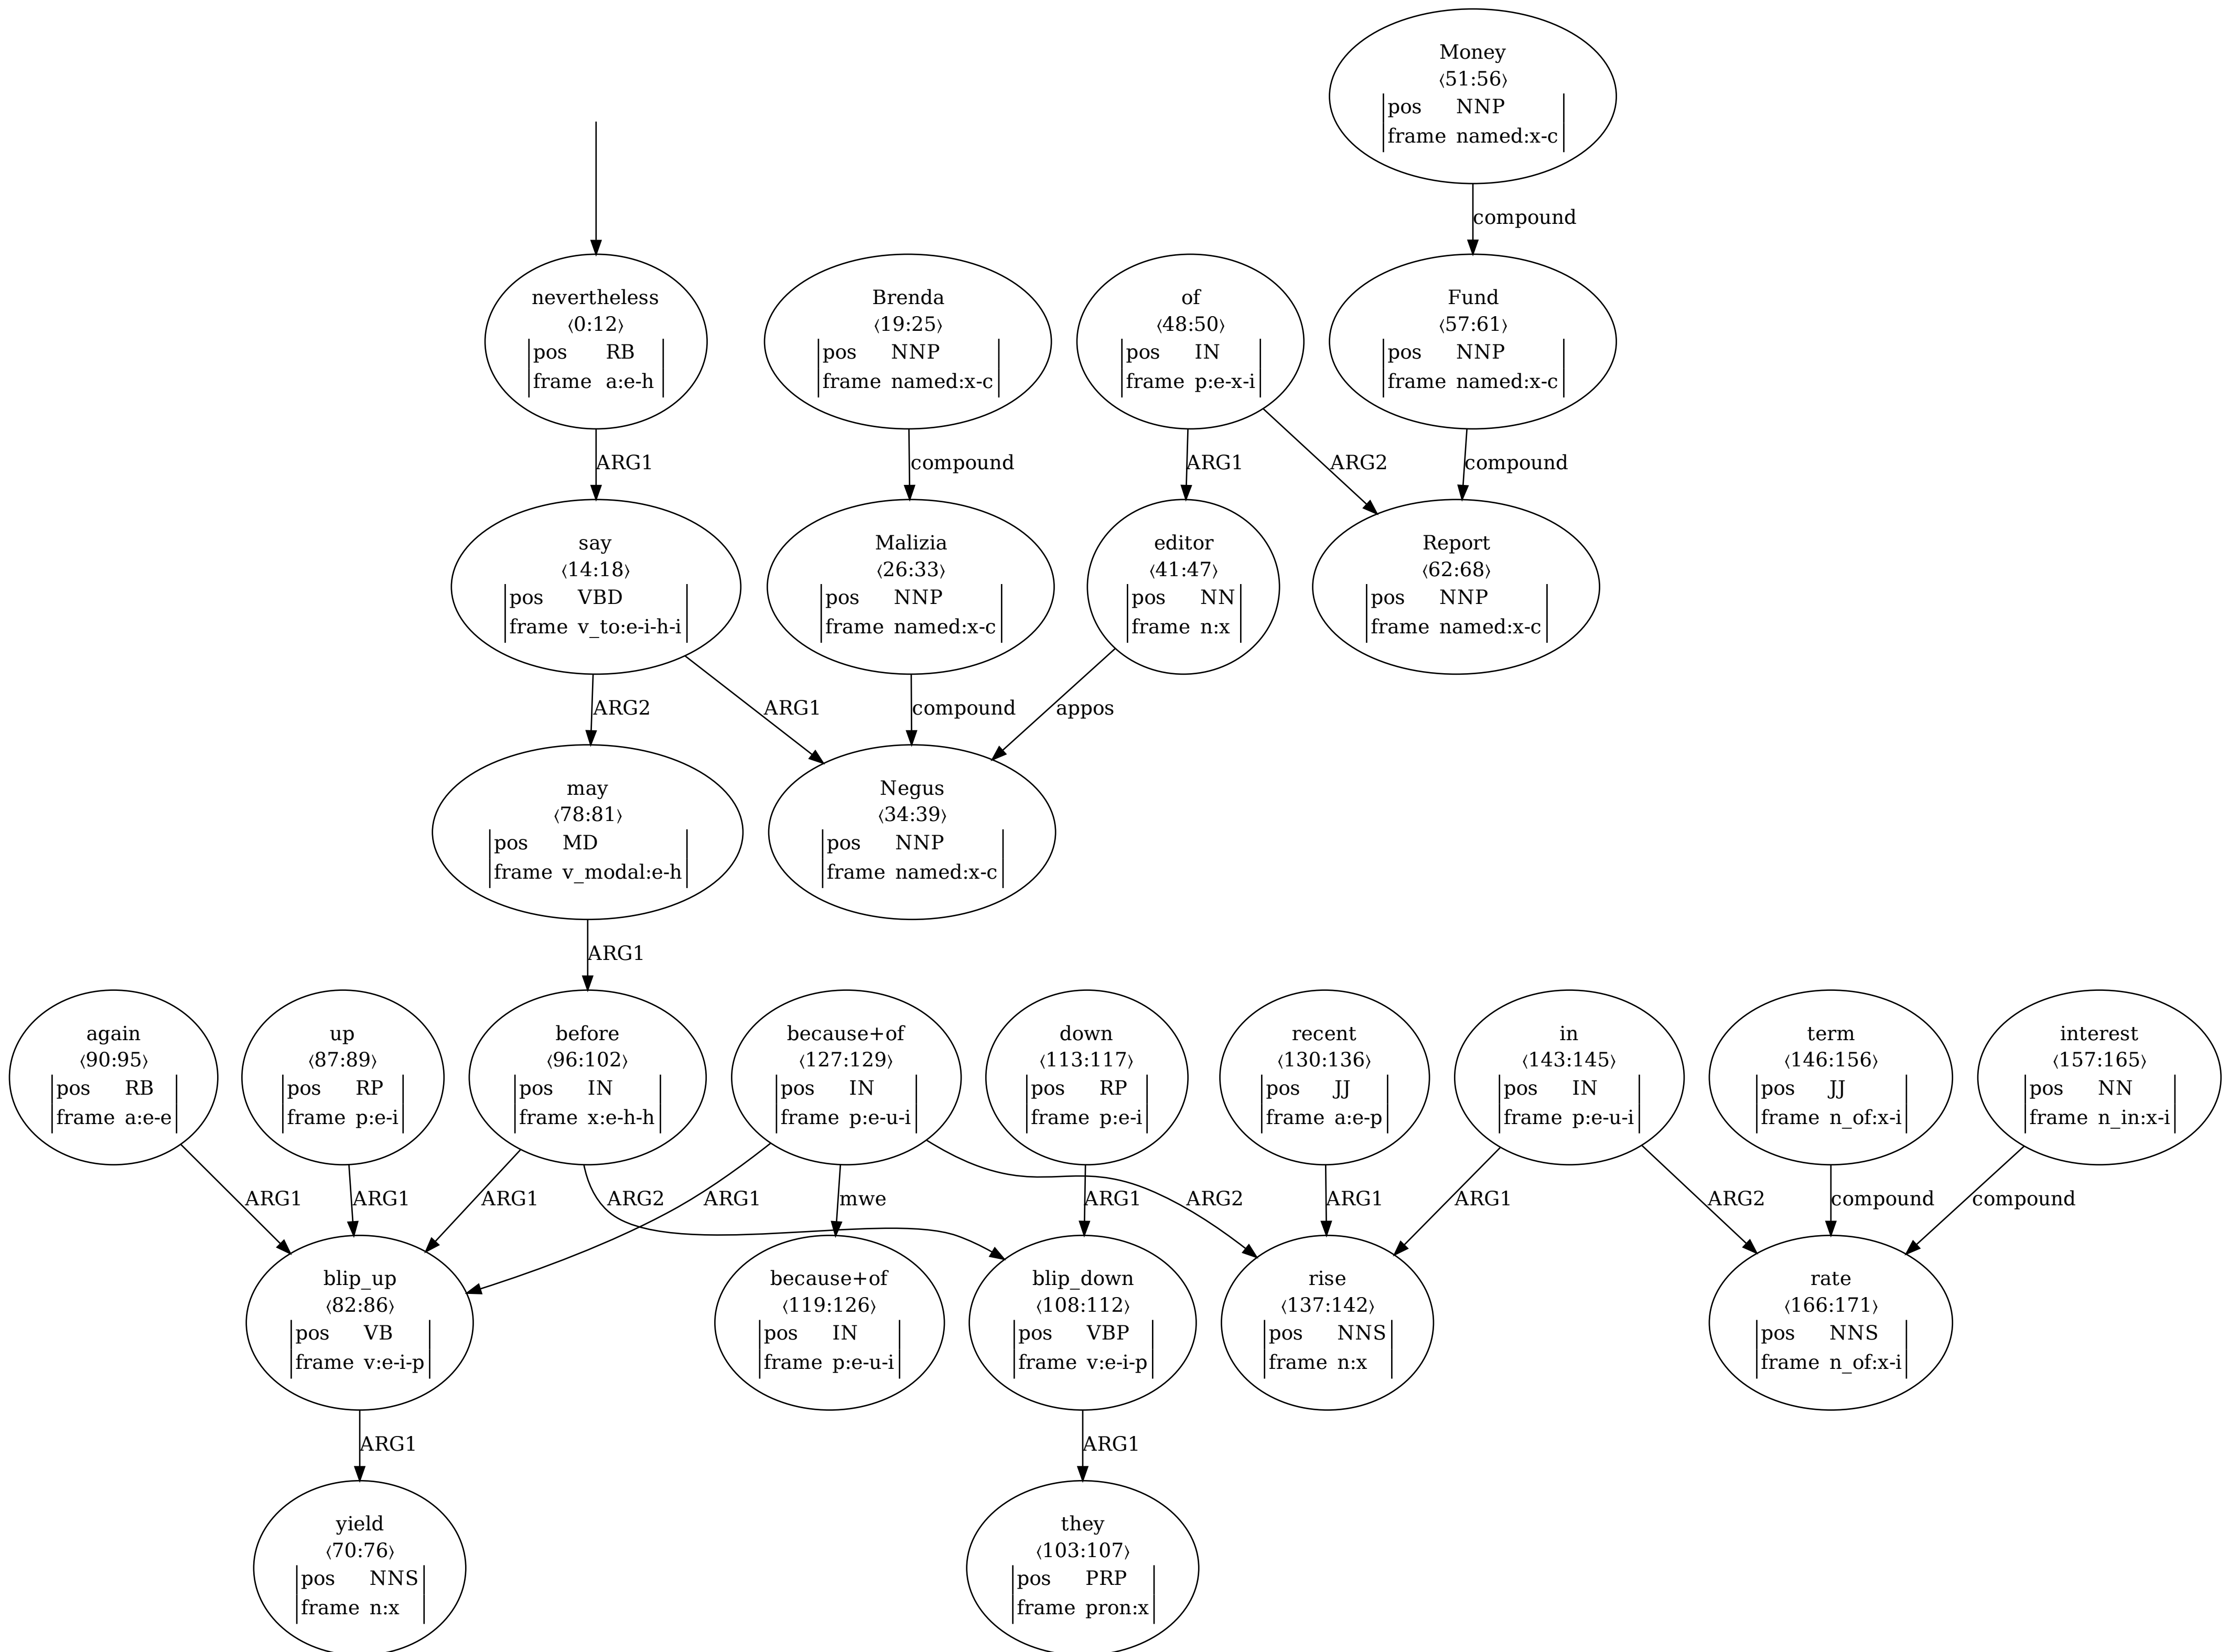 Money
⟨51:56⟩
pos NNP
frame named:x-c
compound
nevertheless
⟨0:12⟩
pos RB
frame a:e-h
Brenda
⟨19:25⟩
pos NNP
frame named:x-c
of
⟨48:50⟩
pos IN
frame p:e-x-i
Fund
⟨57:61⟩
pos NNP
frame named:x-c
ARG1
compound
ARG1
ARG2
compound
say
⟨14:18⟩
pos VBD
frame v_to:e-i-h-i
Malizia
⟨26:33⟩
pos NNP
frame named:x-c
editor
⟨41:47⟩
pos NN
frame n:x
Report
⟨62:68⟩
pos NNP
frame named:x-c
ARG2
ARG1
compound
appos
may
⟨78:81⟩
pos MD
frame v_modal:e-h
Negus
⟨34:39⟩
pos NNP
frame named:x-c
ARG1
again
⟨90:95⟩
pos RB
frame a:e-e
up
⟨87:89⟩
pos RP
frame p:e-i
before
⟨96:102⟩
pos IN
frame x:e-h-h
because+of
⟨127:129⟩
pos IN
frame p:e-u-i
down
⟨113:117⟩
pos RP
frame p:e-i
recent
⟨130:136⟩
pos JJ
frame a:e-p
in
⟨143:145⟩
pos IN
frame p:e-u-i
term
⟨146:156⟩
pos JJ
frame n_of:x-i
interest
⟨157:165⟩
pos NN
frame n_in:x-i
ARG1
ARG1
ARG1
ARG2
ARG1
mwe
ARG1
ARG2
ARG1
ARG1
ARG2
compound
compound
blip_up
⟨82:86⟩
pos VB
frame v:e-i-p
because+of
⟨119:126⟩
pos IN
frame p:e-u-i
blip_down
⟨108:112⟩
pos VBP
frame v:e-i-p
rise
⟨137:142⟩
pos NNS
frame n:x
rate
⟨166:171⟩
pos NNS
frame n_of:x-i
ARG1
ARG1
yield
⟨70:76⟩
pos NNS
frame n:x
they
⟨103:107⟩
pos PRP
frame pron:x